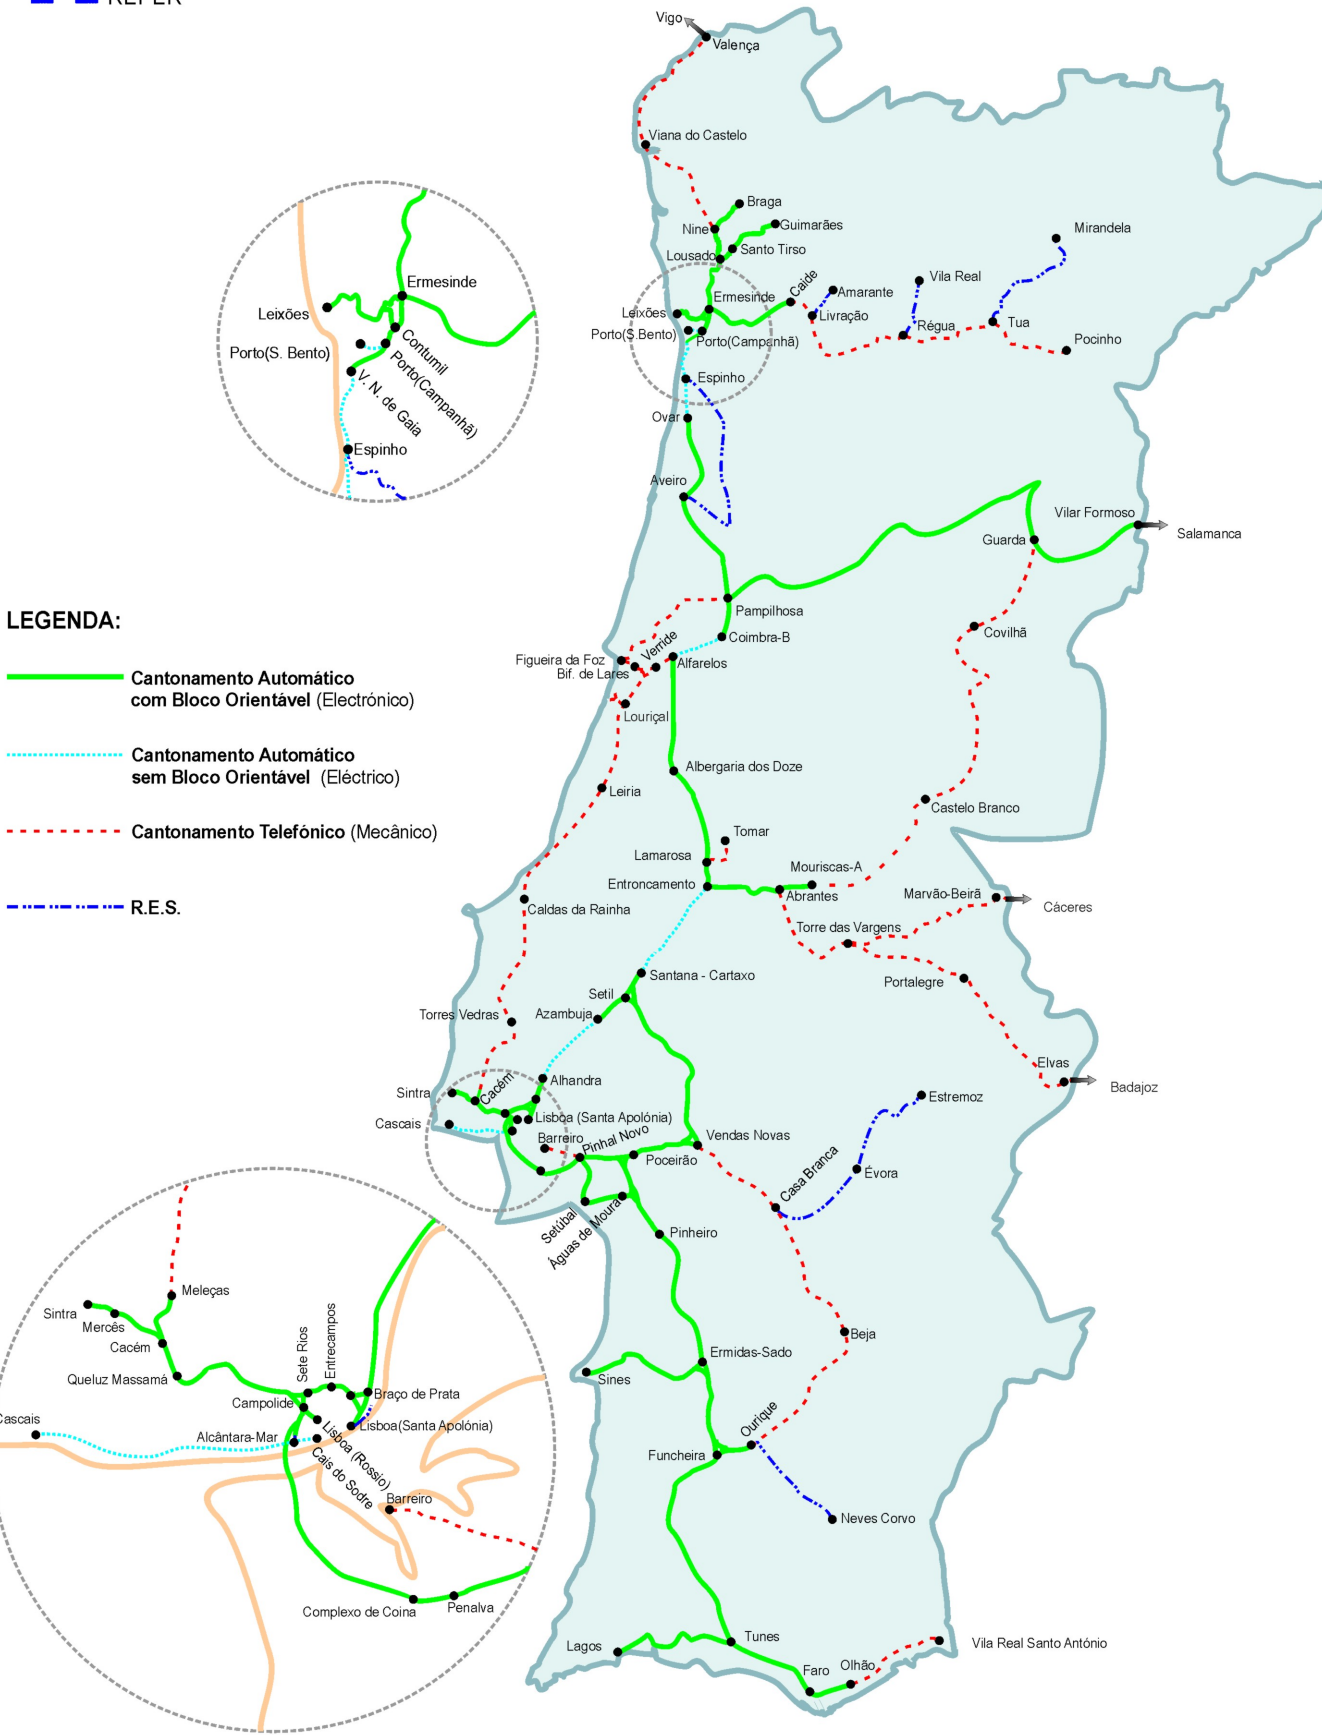 REFER
Vigo
Valença
Viana do Castelo
Braga
Nine
Guimarães
Santo Tirso
Lousado
Mirandela
Caide
Amarante
Vila Real
Ermesinde
Leixões
Livração
Régua
Tua
Porto(S.Bento)
Porto(Campanhã)
Pocinho
Espinho
Ovar
Aveiro
Ermesinde
Leixões
Contumil
Porto(S. Bento)
Porto(Campanhã)
V. N. de Gaia
Espinho
Vilar Formoso
Salamanca
Guarda
Pampilhosa
Coimbra-B
Covilhã
Verride
Figueira da Foz
Alfarelos
Bif. de Lares
Louriçal
LEGENDA:
Cantonamento Automático
com Bloco Orientável (Electrónico)
Cantonamento Automático
sem Bloco Orientável (Eléctrico)
Cantonamento Telefónico (Mecânico)
R.E.S.
Albergaria dos Doze
Leiria
Castelo Branco
Tomar
Lamarosa
Mouriscas-A
Entroncamento
Abrantes
Marvão-Beirã
Cáceres
Caldas da Rainha
Torre das Vargens
Santana - Cartaxo
Portalegre
Setil
Azambuja
Torres Vedras
Elvas
Badajoz
Alhandra
Sintra
Cacém
Estremoz
Cascais
Lisboa (Santa Apolónia)
Barreiro
Pinhal Novo
Vendas Novas
Poceirão
Casa Branca
Évora
Setúbal
Águas de Moura
Pinheiro
Beja
Ermidas-Sado
Sines
Ourique
Funcheira
Neves Corvo
Tunes
Lagos
Faro
Olhão
Vila Real Santo António
Meleças
Sintra
Mercês
Cacém
Queluz Massamá
Sete Rios
Entrecampos
Braço de Prata
Campolide
Lisboa(Santa Apolónia)
Cascais
Alcântara-Mar
Lisboa (Rossio)
Cais do Sodre
Barreiro
Complexo de Coina
Penalva